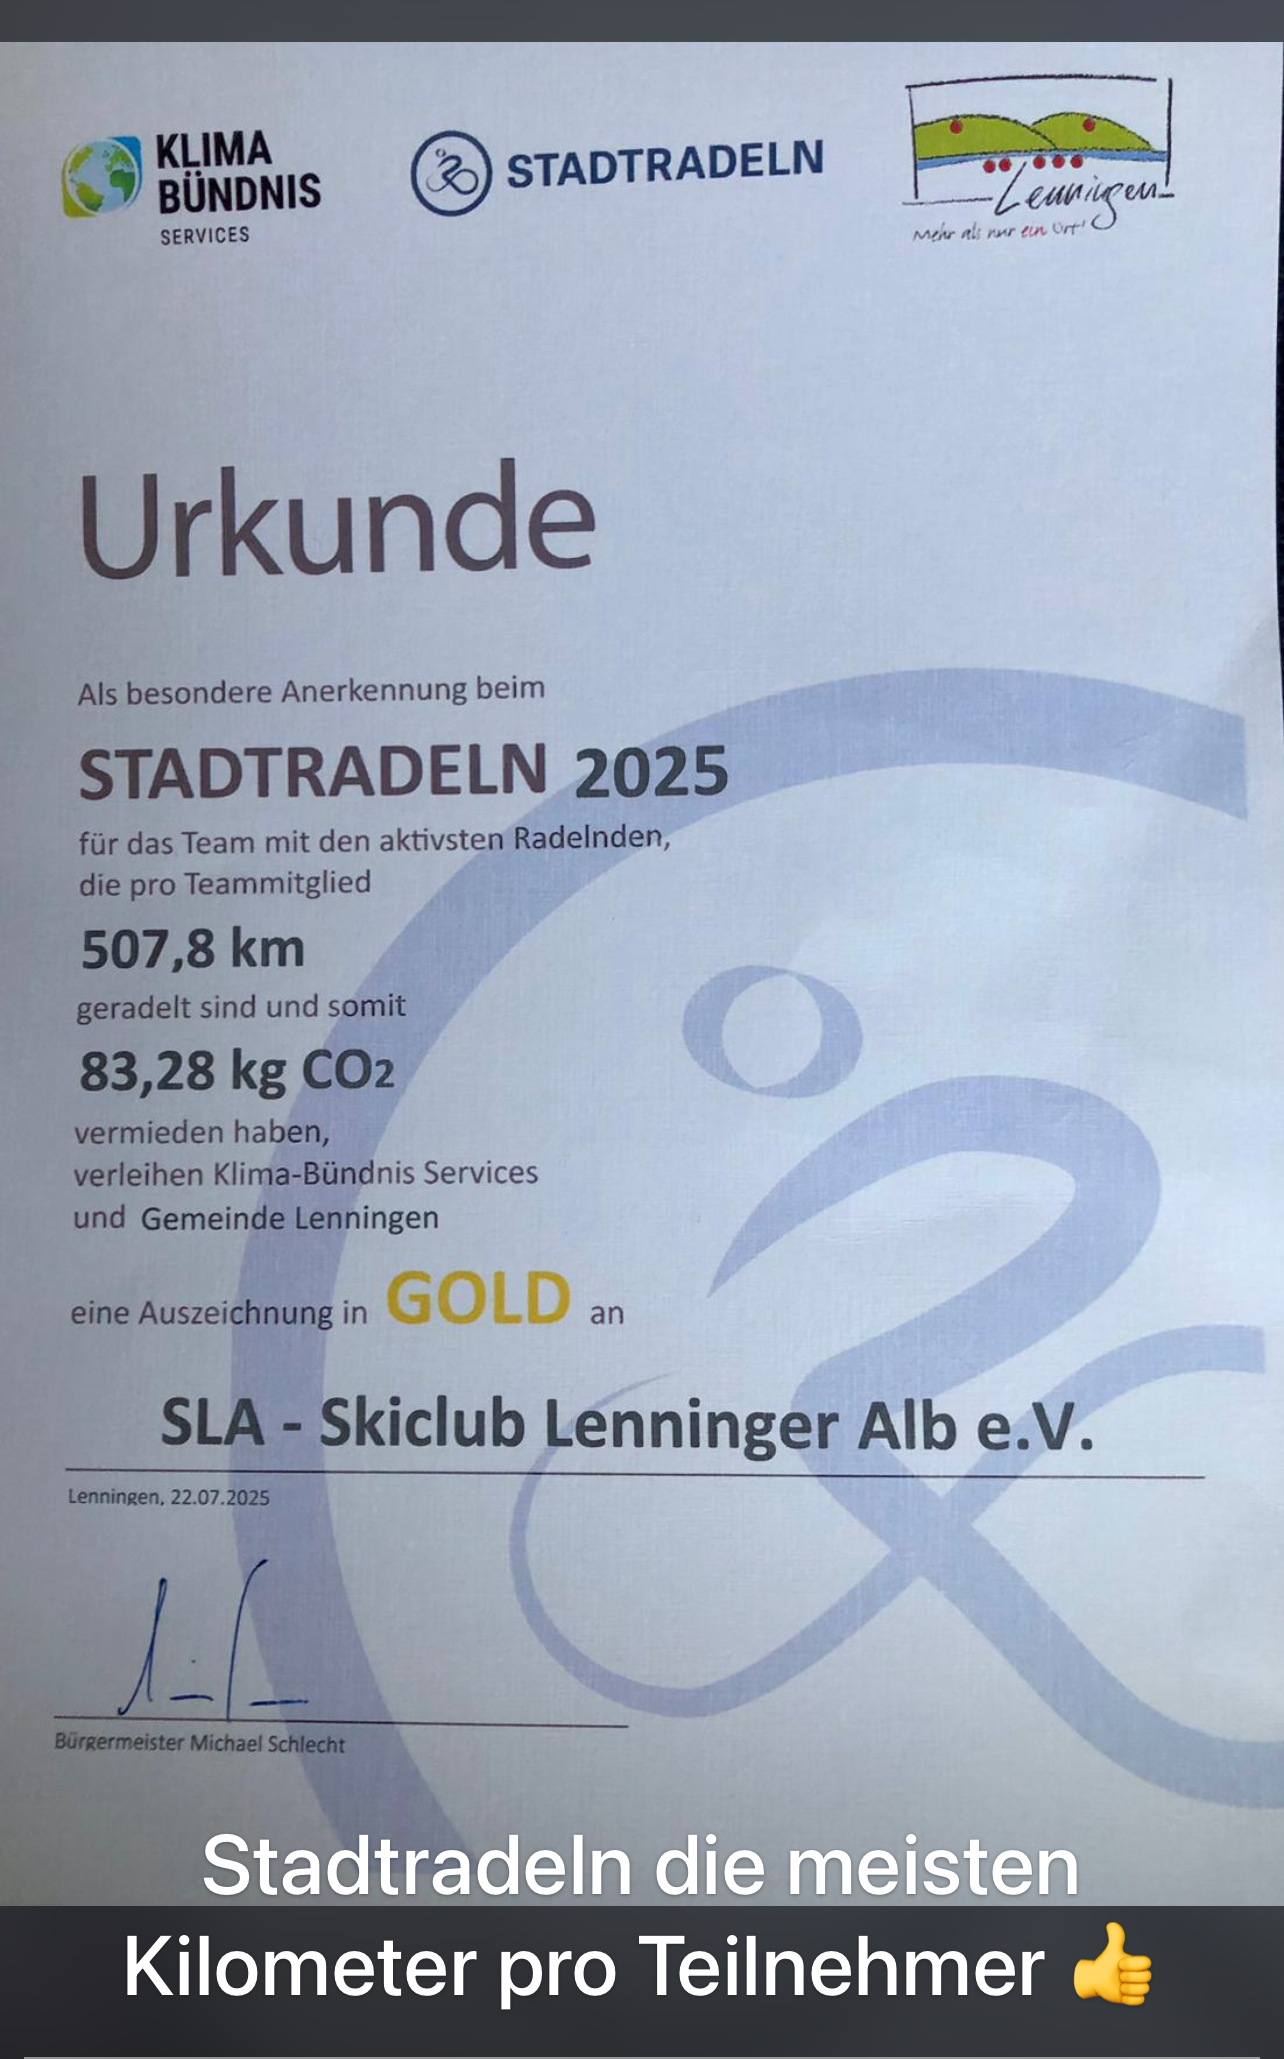 KLIMA
BÜNDNIS
SERVICES
STADTRADELN
Lenningen
Mehr als nur ein Ort!
Urkunde
Als besondere Anerkennung beim
STADTRADELN 2025
für das Team mit den aktivsten Radelnden,
die pro Teammitglied
507,8 km
geradelt sind und somit
83,28 kg CO2
vermieden haben,
verleihen Klima-Bündnis Services
und Gemeinde Lenningen
eine Auszeichnung in GOLD an
SLA - Skiclub Lenninger Alb e.V.
Lenningen, 22.07.2025
Bürgermeister Michael Schlecht
Stadtradeln die meisten
Kilometer pro Teilnehmer 👍